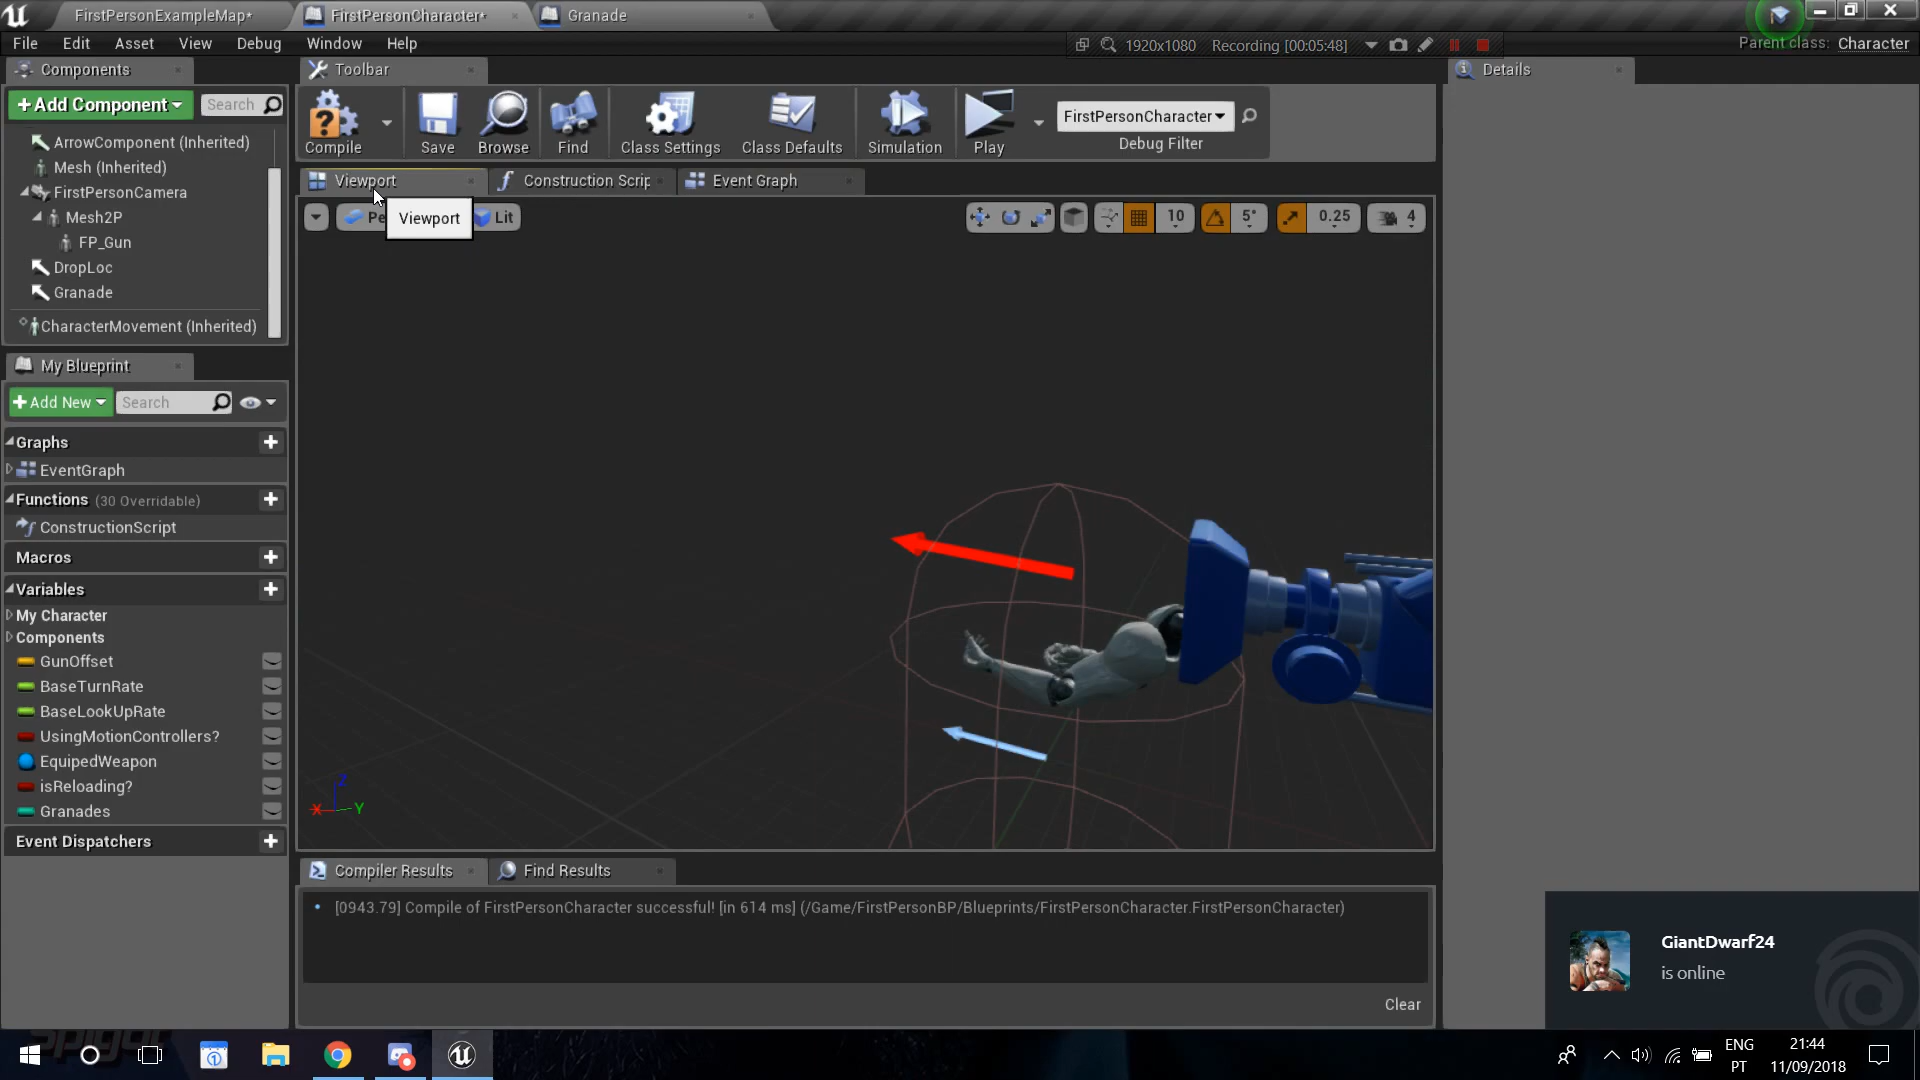 FirstPersonExampleMap*
FirstPersonCharacter*
Granade
File Edit Asset View Debug Window Help
1920x1080 Recording [00:05:48]
Parent class: Character
Components
Toolbar
Details
Add Component
Search
Compile
Save
Browse
Find
Class Settings
Class Defaults
Simulation
Play
FirstPersonCharacter
Debug Filter
ArrowComponent (Inherited)
Mesh (Inherited)
FirstPersonCamera
Mesh2P
FP_Gun
DropLoc
Granade
CharacterMovement (Inherited)
Viewport
Construction Scrip
Event Graph
Pe
Viewport
Lit
10
5°
0.25
4
My Blueprint
Add New
Search
Graphs
EventGraph
Functions (30 Overridable)
ConstructionScript
Macros
Variables
My Character
Components
GunOffset
BaseTurnRate
BaseLookUpRate
UsingMotionControllers?
EquipedWeapon
isReloading?
Granades
Event Dispatchers
X Y Z
Compiler Results
Find Results
[0943.79] Compile of FirstPersonCharacter successful! [in 614 ms] (/Game/FirstPersonBP/Blueprints/FirstPersonCharacter.FirstPersonCharacter)
Clear
GiantDwarf24
is online
ENG
PT
21:44
11/09/2018